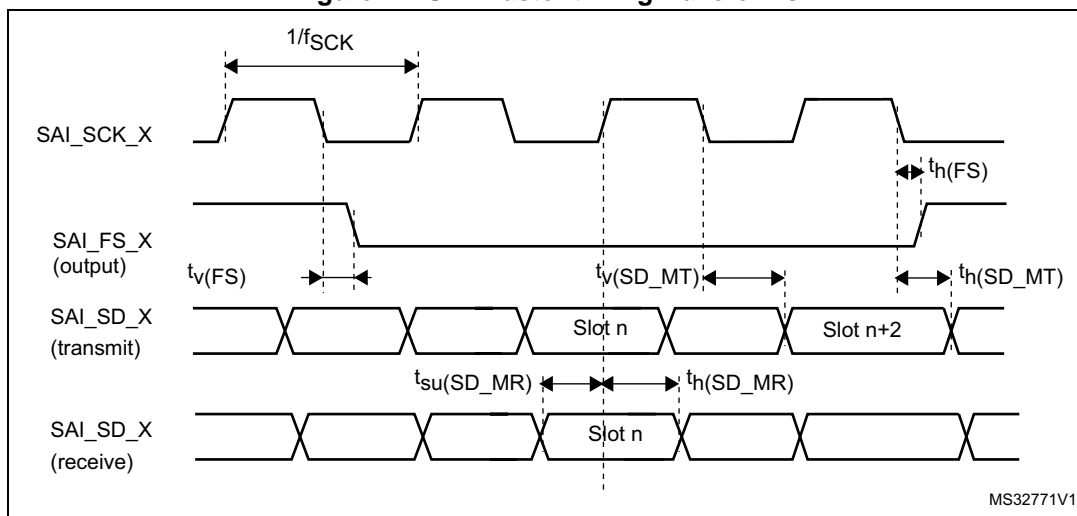 1/fSCK
SAI_SCK_X
th(FS)
SAI_FS_X
(output)
tv(FS)
tv(SD_MT)
th(SD_MT)
SAI_SD_X
(transmit)
Slot n
Slot n+2
tsu(SD_MR)
th(SD_MR)
SAI_SD_X
(receive)
Slot n
MS32771V1